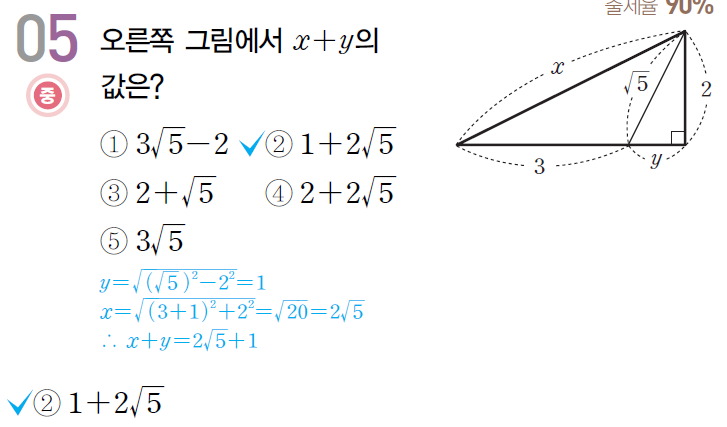 출제율 90%
05 오른쪽 그림에서 x+y의
중 값은?
① 3√5−2 ② 1+2√5
③ 2+√5 ④ 2+2√5
⑤ 3√5
y=√((√5)²−2²)=1
x=√((3+1)²+2²)=√20=2√5
∴ x+y=2√5+1
② 1+2√5
x
√5
2
3
y